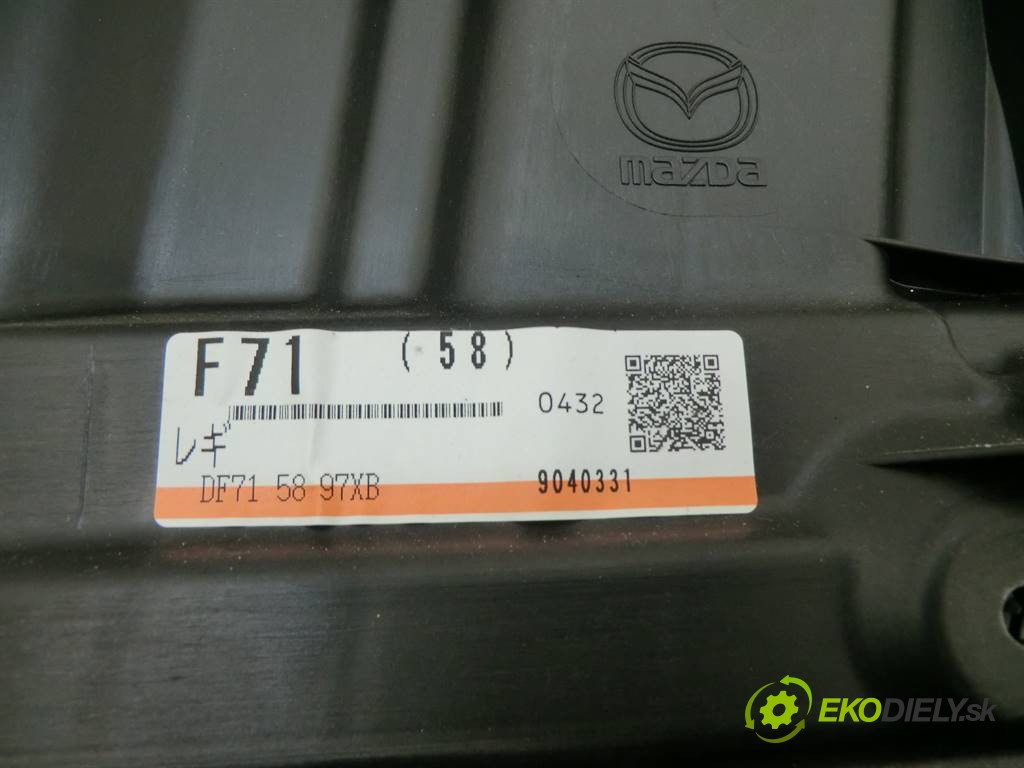 mazda
F71 (58)
0432
レギ
DF71 58 97XB 9040331
EKODIELY.sk